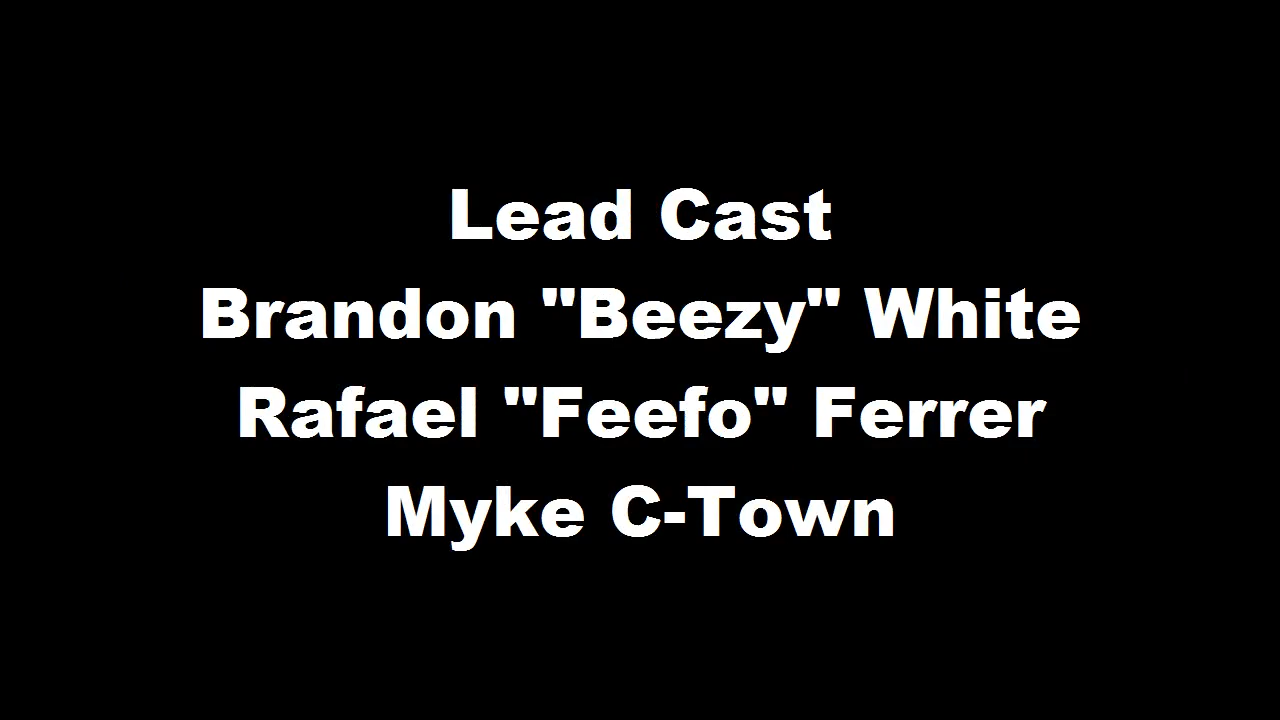 Lead Cast
Brandon "Beezy" White
Rafael "Feefo" Ferrer
Myke C-Town